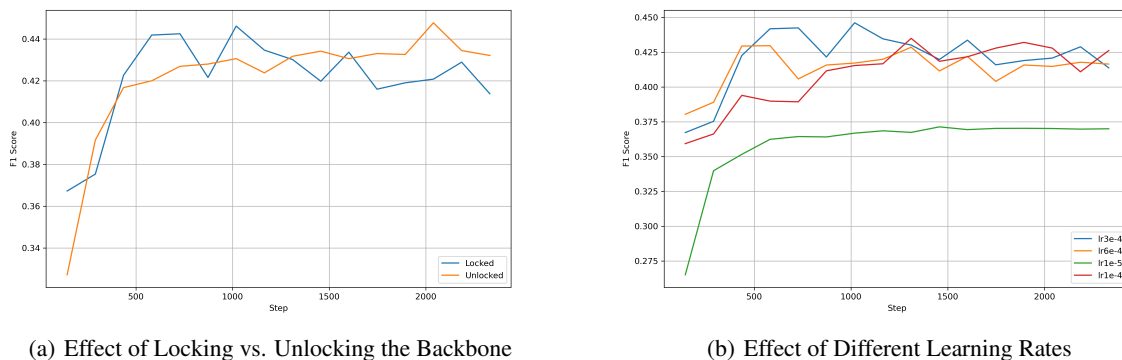 0.44
0.42
0.40
0.38
0.36
0.34
F1 Score
500
1000
1500
2000
Step
Locked
Unlocked
(a) Effect of Locking vs. Unlocking the Backbone
0.450
0.425
0.400
0.375
0.350
0.325
0.300
0.275
F1 Score
500
1000
1500
2000
Step
lr3e-4
lr6e-4
lr1e-5
lr1e-4
(b) Effect of Different Learning Rates